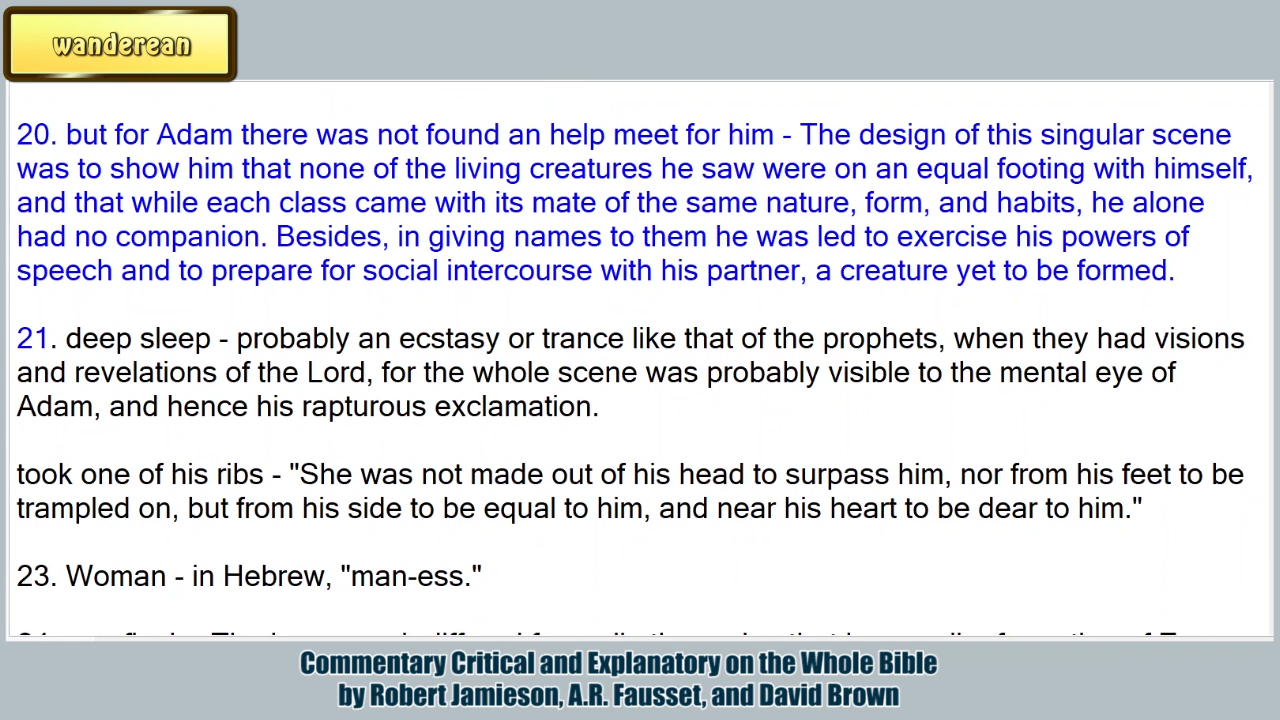 wanderean
20. but for Adam there was not found an help meet for him - The design of this singular scene
was to show him that none of the living creatures he saw were on an equal footing with himself,
and that while each class came with its mate of the same nature, form, and habits, he alone
had no companion. Besides, in giving names to them he was led to exercise his powers of
speech and to prepare for social intercourse with his partner, a creature yet to be formed.
21. deep sleep - probably an ecstasy or trance like that of the prophets, when they had visions
and revelations of the Lord, for the whole scene was probably visible to the mental eye of
Adam, and hence his rapturous exclamation.
took one of his ribs - "She was not made out of his head to surpass him, nor from his feet to be
trampled on, but from his side to be equal to him, and near his heart to be dear to him."
23. Woman - in Hebrew, "man-ess."
Commentary Critical and Explanatory on the Whole Bible
by Robert Jamieson, A.R. Fausset, and David Brown